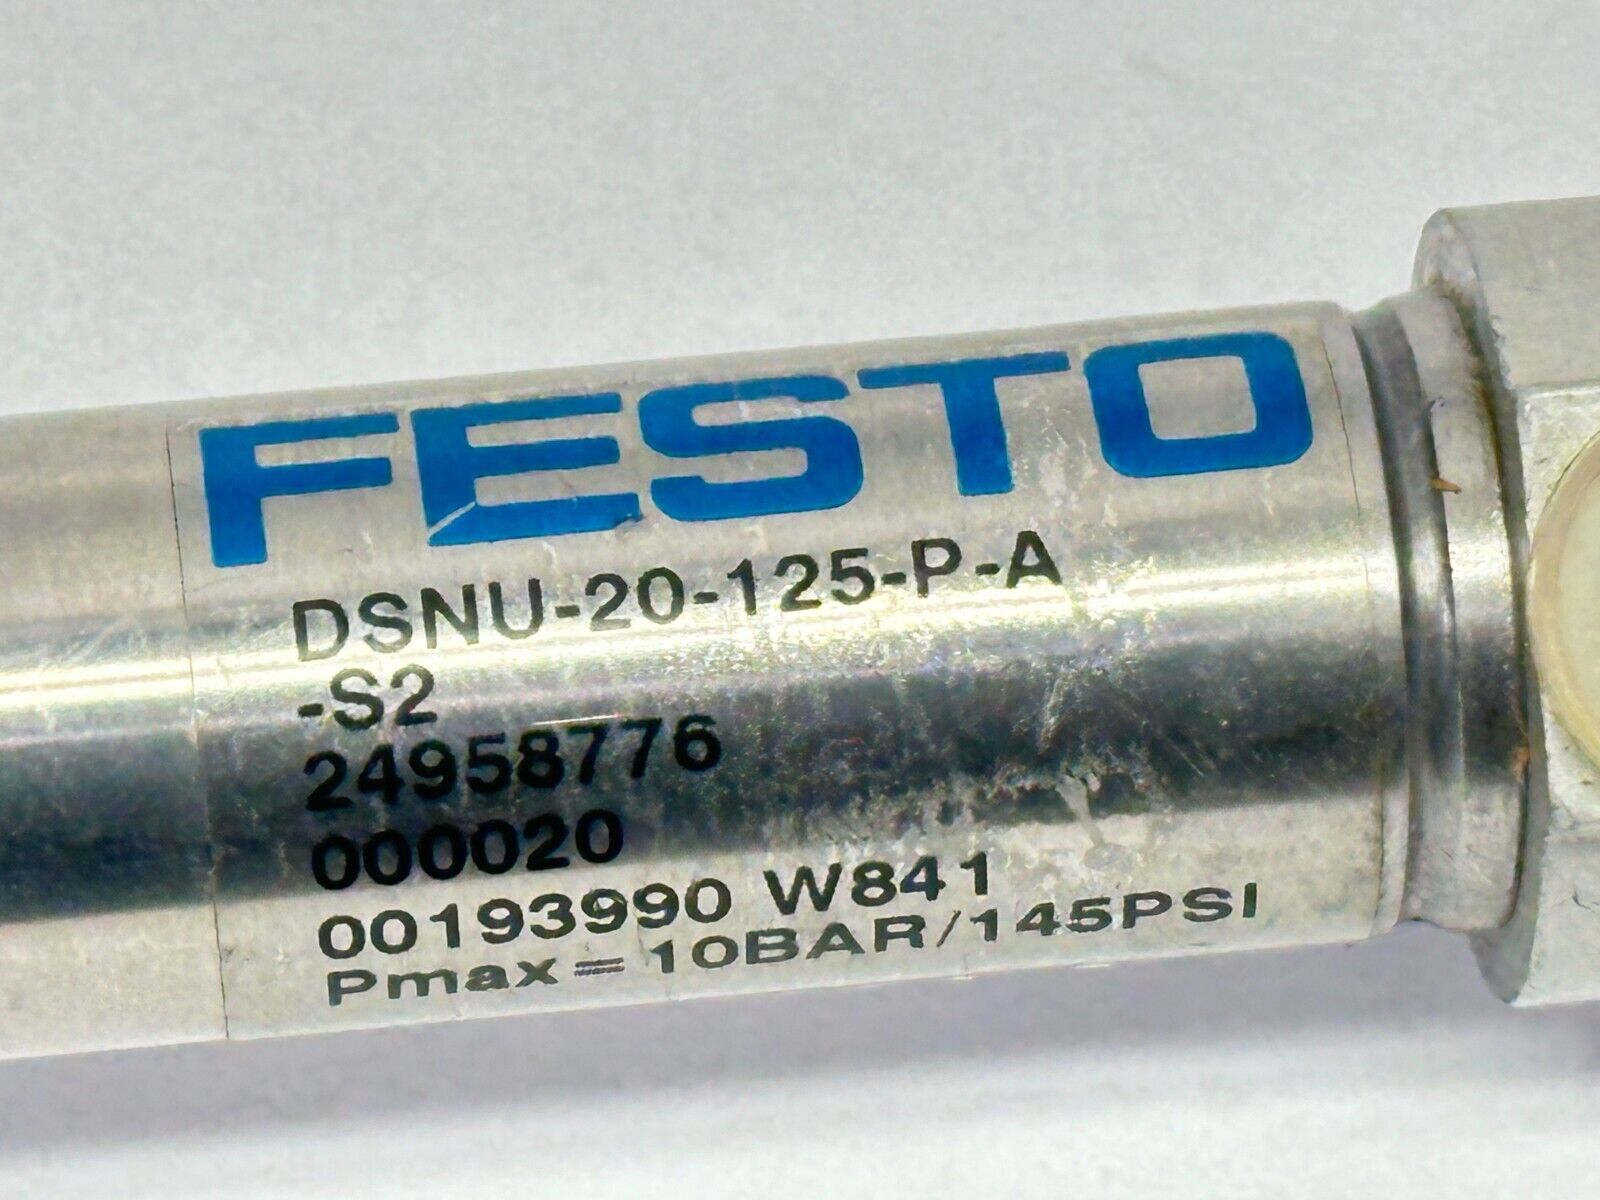 FESTO
DSNU-20-125-P-A
-S2
24958776
000020
00193990 W841
Pmax=10BAR/145PSI